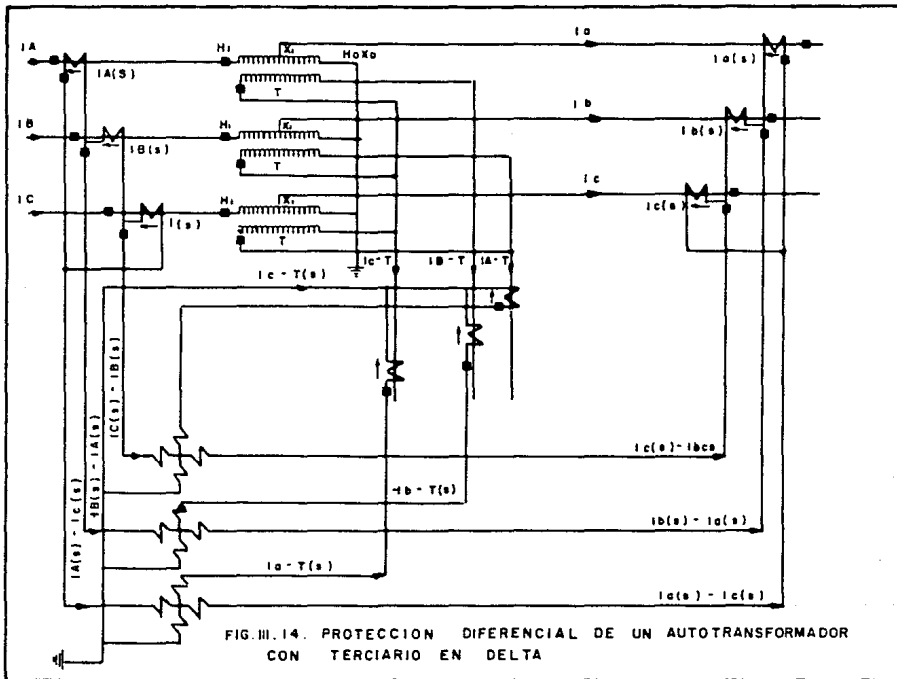 IA
H1
X1
HoXo
Ia
IA(S)
Ia(s)
T
IB
H1
X1
Ib
IB(s)
Ib(s)
T
IC
H1
X1
Ic
I(s)
Ic(s)
T
Ic-T
IB-T
IA-T
Ic-T(s)
IA(s)-Ic(s)
IB(s)-IA(s)
IC(s)-IB(s)
Ic(s)-Ibcs
-Ib-T(s)
Ib(s)-Ia(s)
Ia-T(s)
Ia(s)-Ic(s)
FIG.III.14. PROTECCION DIFERENCIAL DE UN AUTOTRANSFORMADOR
CON TERCIARIO EN DELTA